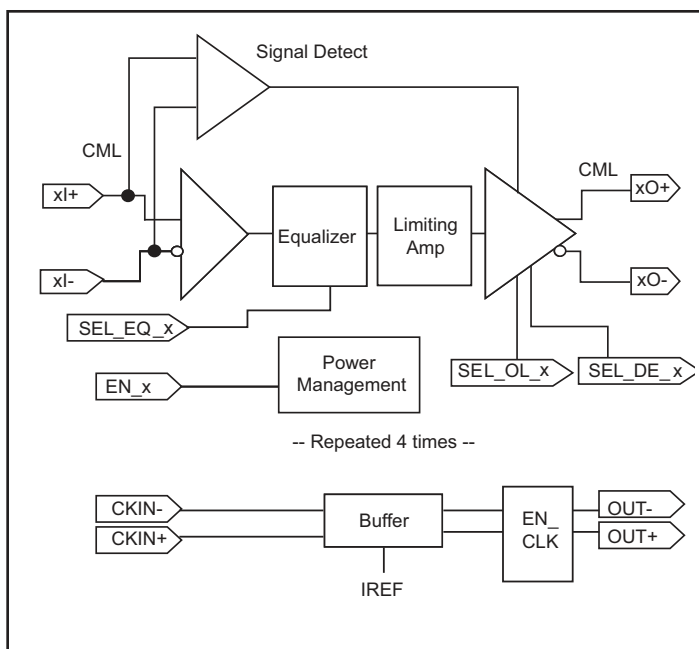 Signal Detect
CML
CML
xI+
xO+
Equalizer
Limiting
Amp
xI-
xO-
SEL_EQ_x
Power
Management
SEL_OL_x
SEL_DE_x
EN_x
-- Repeated 4 times --
CKIN-
OUT-
Buffer
EN_
CLK
CKIN+
OUT+
IREF